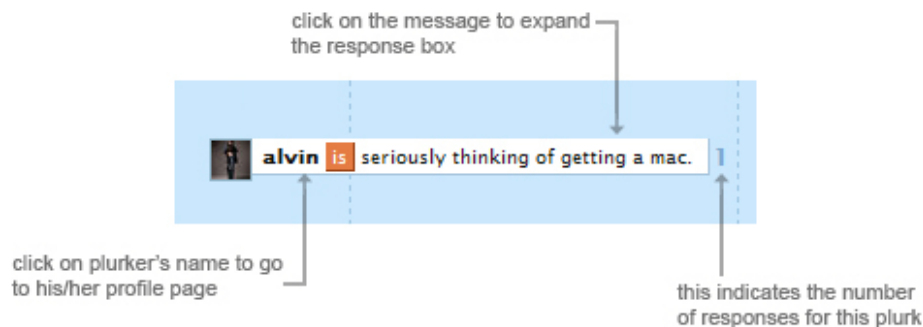 click on the message to expand
the response box
alvin is seriously thinking of getting a mac. 1
click on plurker's name to go
to his/her profile page
this indicates the number
of responses for this plurk